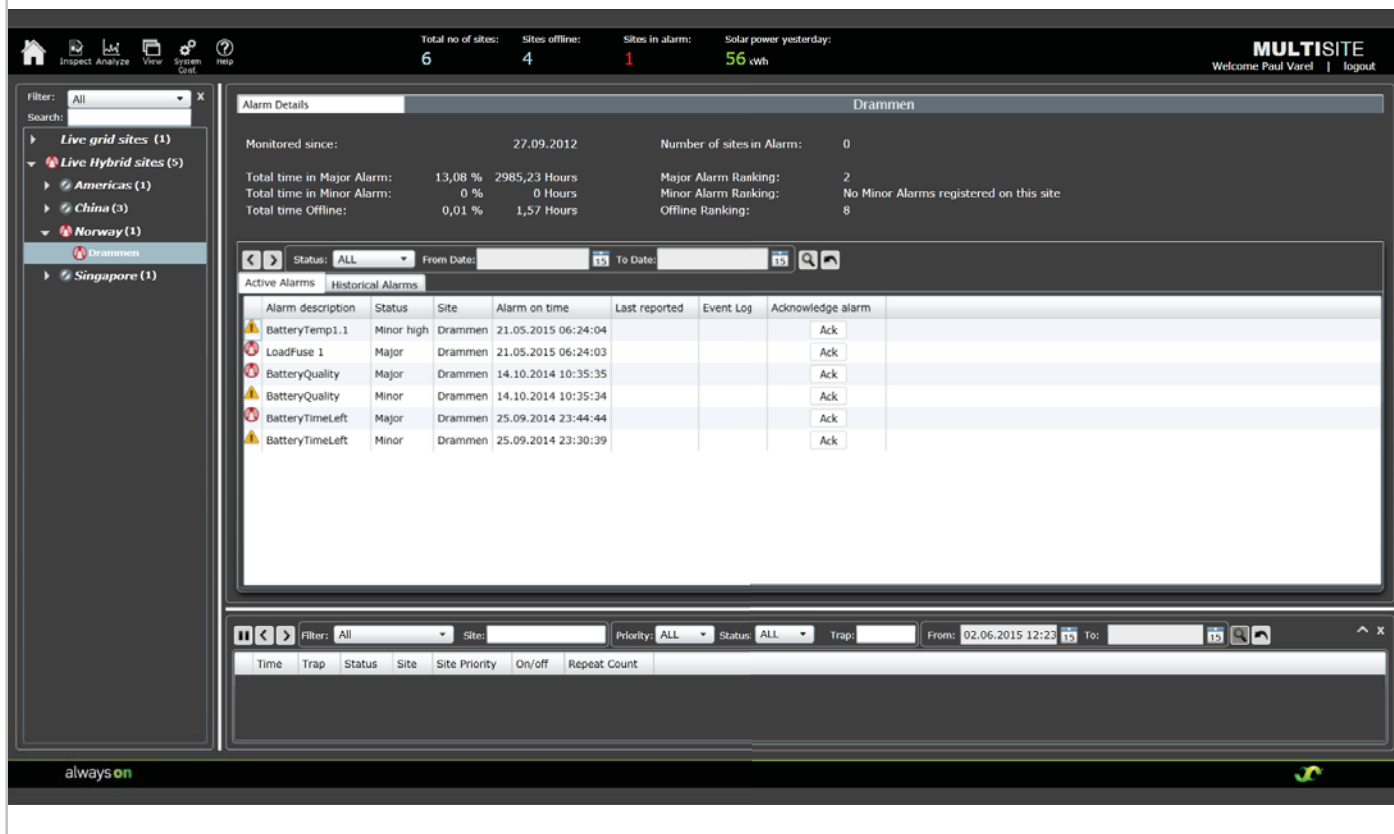 Total no of sites: Sites offline: Sites in alarm: Solar power yesterday:
6 4 1 56 kWh
Inspect Analyze View System Conf. Help
MULTISITE
Welcome Paul Varel | logout
Filter: All X
Search:
Live grid sites (1)
Live Hybrid sites (5)
Americas (1)
China (3)
Norway (1)
Drammen
Singapore (1)
Alarm Details Drammen
Monitored since: 27.09.2012 Number of sites in Alarm: 0
Total time in Major Alarm: 13,08 % 2985,23 Hours Major Alarm Ranking: 2
Total time in Minor Alarm: 0 % 0 Hours Minor Alarm Ranking: No Minor Alarms registered on this site
Total time Offline: 0,01 % 1,57 Hours Offline Ranking: 8
< > Status: ALL From Date: 15 To Date: 15
Active Alarms Historical Alarms
Alarm description Status Site Alarm on time Last reported Event Log Acknowledge alarm
BatteryTemp1.1 Minor high Drammen 21.05.2015 06:24:04 Ack
LoadFuse 1 Major Drammen 21.05.2015 06:24:03 Ack
BatteryQuality Major Drammen 14.10.2014 10:35:35 Ack
BatteryQuality Minor Drammen 14.10.2014 10:35:34 Ack
BatteryTimeLeft Major Drammen 25.09.2014 23:44:44 Ack
BatteryTimeLeft Minor Drammen 25.09.2014 23:30:39 Ack
< > Filter: All Site: Priority: ALL Status: ALL Trap: From: 02.06.2015 12:23 15 To: 15 ^ x
Time Trap Status Site Site Priority On/off Repeat Count
always on